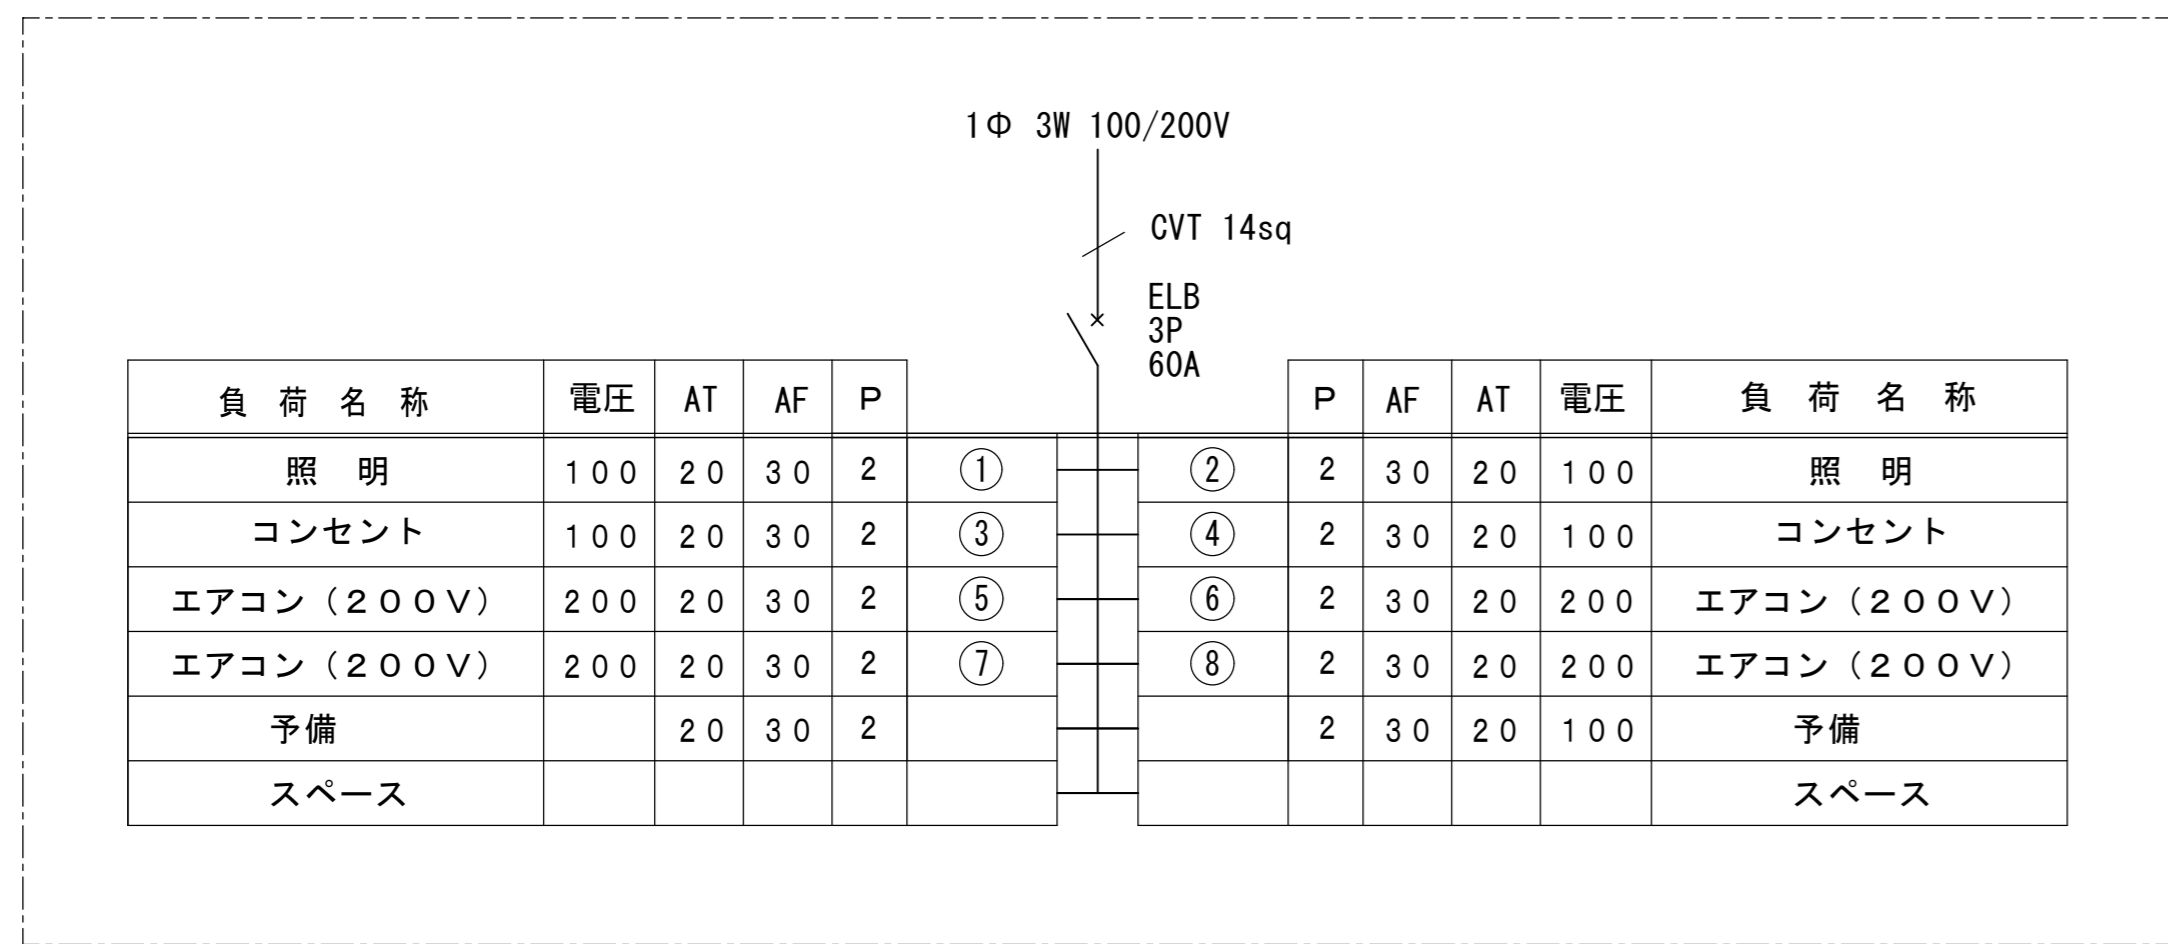 1Φ 3W 100/200V
CVT 14sq
ELB
3P
60A
負荷名称 電圧 AT AF P P AF AT 電圧 負荷名称
照明 100 20 30 2 ① ② 2 30 20 100 照明
コンセント 100 20 30 2 ③ ④ 2 30 20 100 コンセント
エアコン（200V） 200 20 30 2 ⑤ ⑥ 2 30 20 200 エアコン（200V）
エアコン（200V） 200 20 30 2 ⑦ ⑧ 2 30 20 200 エアコン（200V）
予備 20 30 2 2 30 20 100 予備
スペース スペース